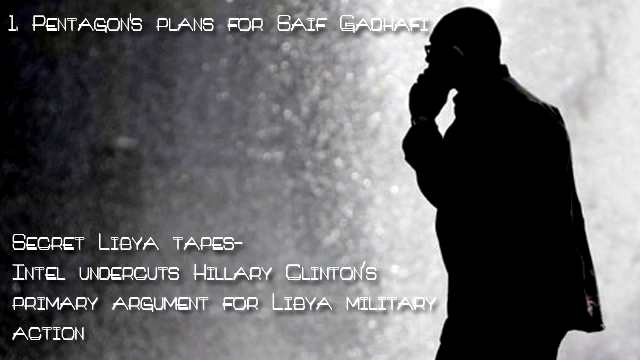 1. Pentagon's plans for Saif Gadhafi
Secret Libya tapes-
Intel undercuts Hillary Clinton's
primary argument for Libya military
action